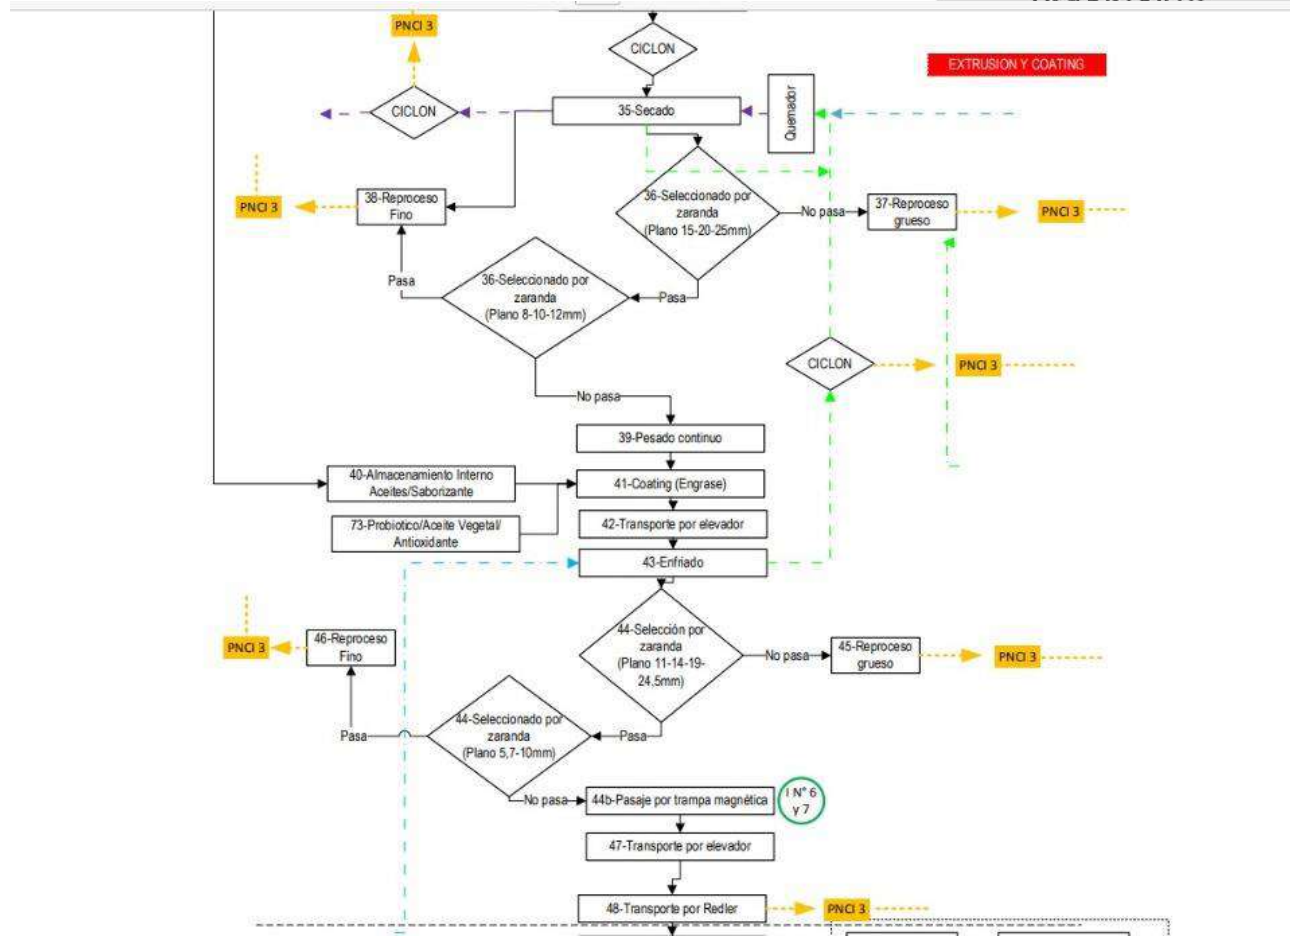 PNCI 3
CICLON
EXTRUSION Y COATING
CICLON
35-Secado
Quemador
36-Seleccionado por
zaranda
(Plano 15-20-25mm)
No pasa
37-Reproceso
grueso
PNCI 3
PNCI 3
38-Reproceso
Fino
Pasa
36-Seleccionado por
zaranda
(Plano 8-10-12mm)
Pasa
CICLON
PNCI 3
No pasa
39-Pesado continuo
40-Almacenamiento Interno
Aceites/Saborizante
41-Coating (Engrase)
73-Probiotico/Aceite Vegetal/
Antioxidante
42-Transporte por elevador
43-Enfriado
44-Selección por
zaranda
(Plano 11-14-19-
24,5mm)
No pasa
45-Reproceso
grueso
PNCI 3
PNCI 3
46-Reproceso
Fino
Pasa
44-Seleccionado por
zaranda
(Plano 5,7-10mm)
Pasa
No pasa
44b-Pasaje por trampa magnética
I N° 6
y 7
47-Transporte por elevador
48-Transporte por Redler
PNCI 3